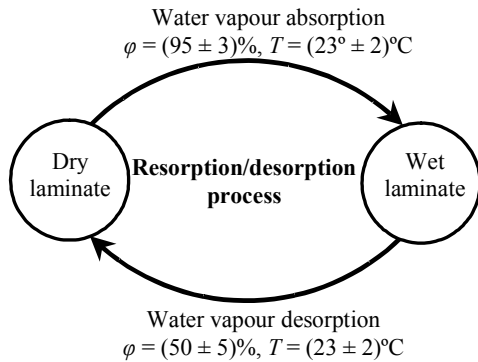 Water vapour absorption
φ = (95 ± 3)%, T = (23º ± 2)ºC
Dry
laminate
Resorption/desorption
process
Wet
laminate
Water vapour desorption
φ = (50 ± 5)%, T = (23 ± 2)ºC